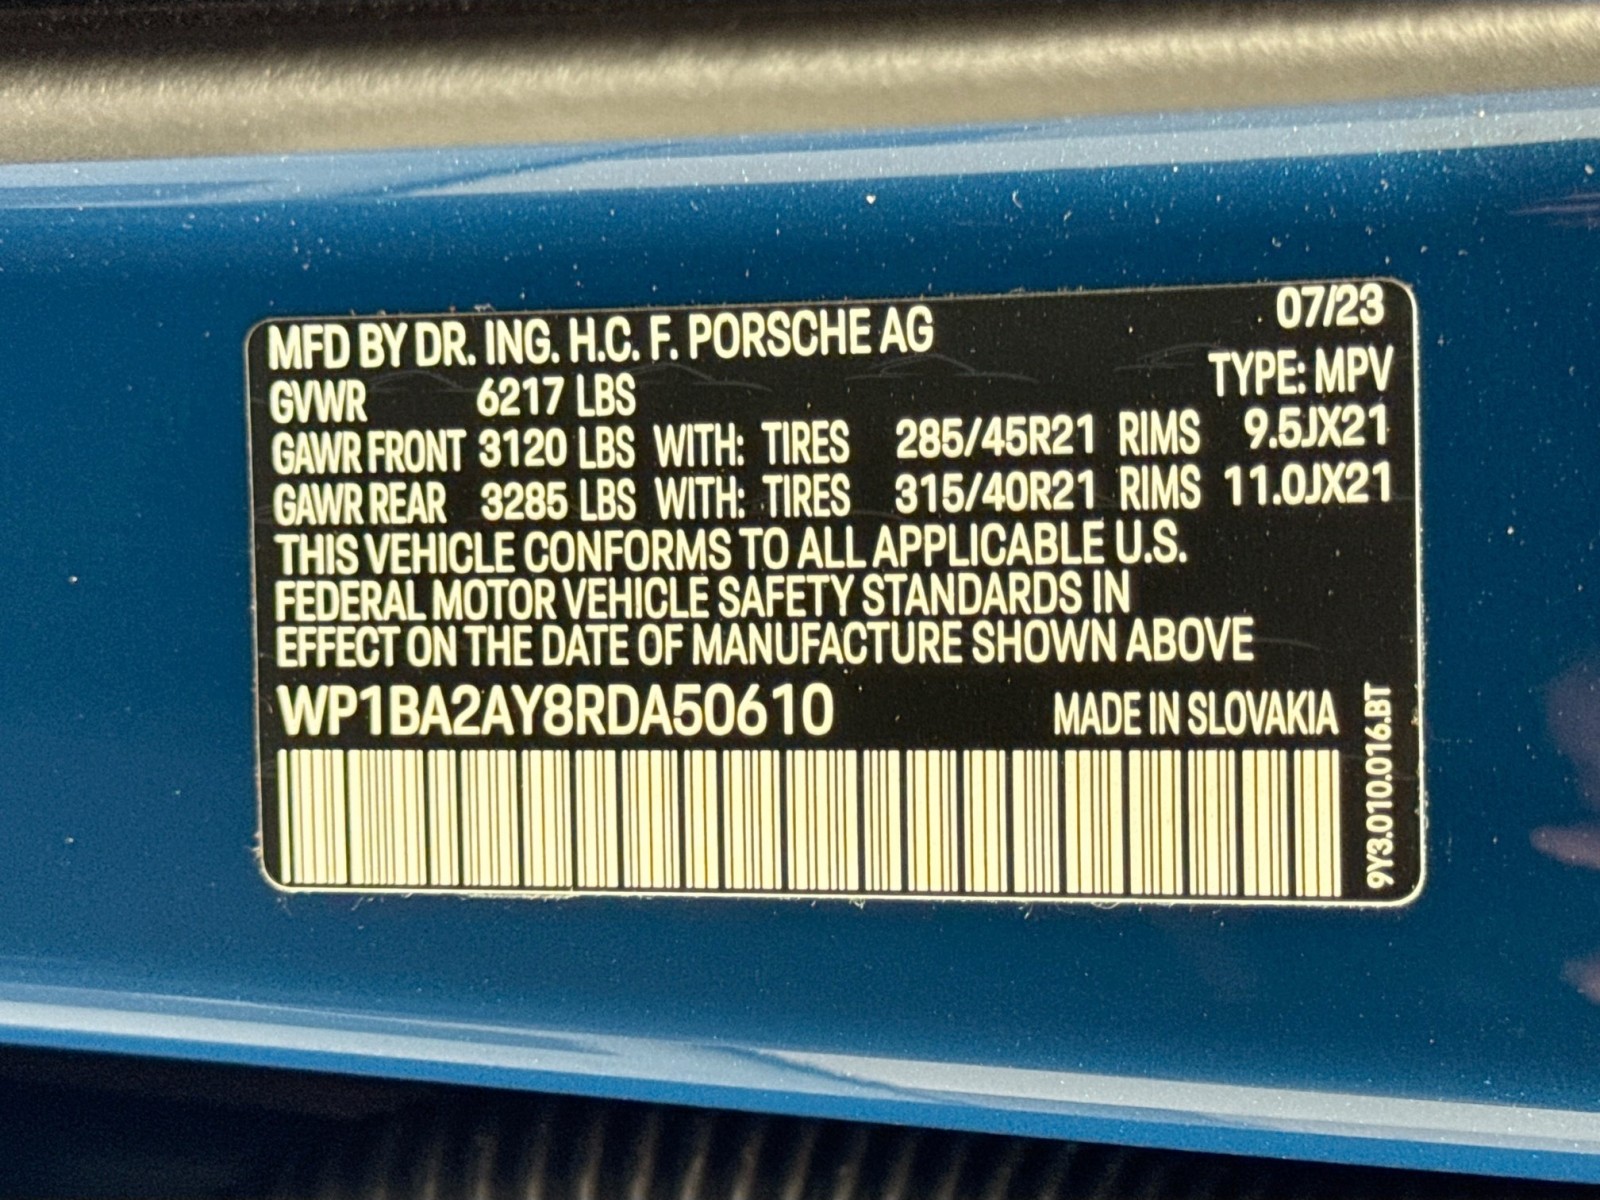 MFD BY DR. ING. H.C. F. PORSCHE AG 07/23
TYPE: MPV
GVWR 6217 LBS
GAWR FRONT 3120 LBS WITH: TIRES 285/45R21 RIMS 9.5JX21
GAWR REAR 3285 LBS WITH: TIRES 315/40R21 RIMS 11.0JX21
THIS VEHICLE CONFORMS TO ALL APPLICABLE U.S.
FEDERAL MOTOR VEHICLE SAFETY STANDARDS IN
EFFECT ON THE DATE OF MANUFACTURE SHOWN ABOVE
WP1BA2AY8RDA50610 MADE IN SLOVAKIA
9Y3.010.016.BT